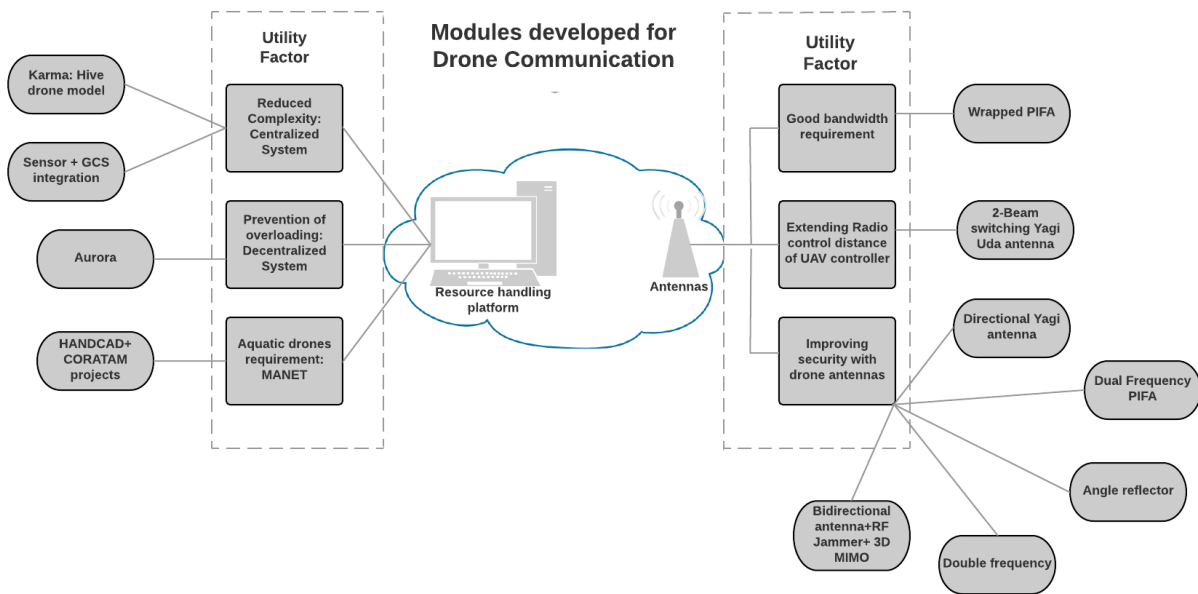 Modules developed for
Drone Communication
Utility
Factor
Karma: Hive
drone model
Sensor + GCS
integration
Aurora
HANDCAD+
CORATAM
projects
Reduced
Complexity:
Centralized
System
Prevention of
overloading:
Decentralized
System
Aquatic drones
requirement:
MANET
Resource handling
platform
Antennas
Utility
Factor
Good bandwidth
requirement
Extending Radio
control distance
of UAV controller
Improving
security with
drone antennas
Wrapped PIFA
2-Beam
switching Yagi
Uda antenna
Directional Yagi
antenna
Dual Frequency
PIFA
Angle reflector
Double frequency
Bidirectional
antenna+RF
Jammer+ 3D
MIMO